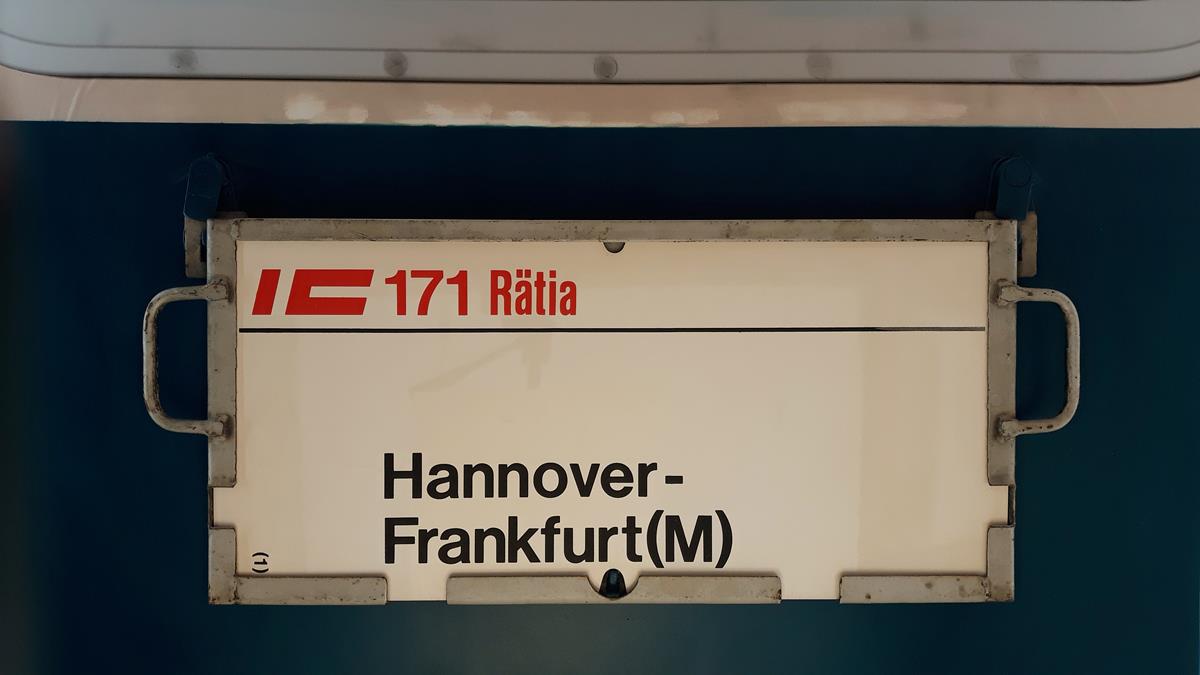 IC 171 Rätia
Hannover-
Frankfurt(M)
(1)